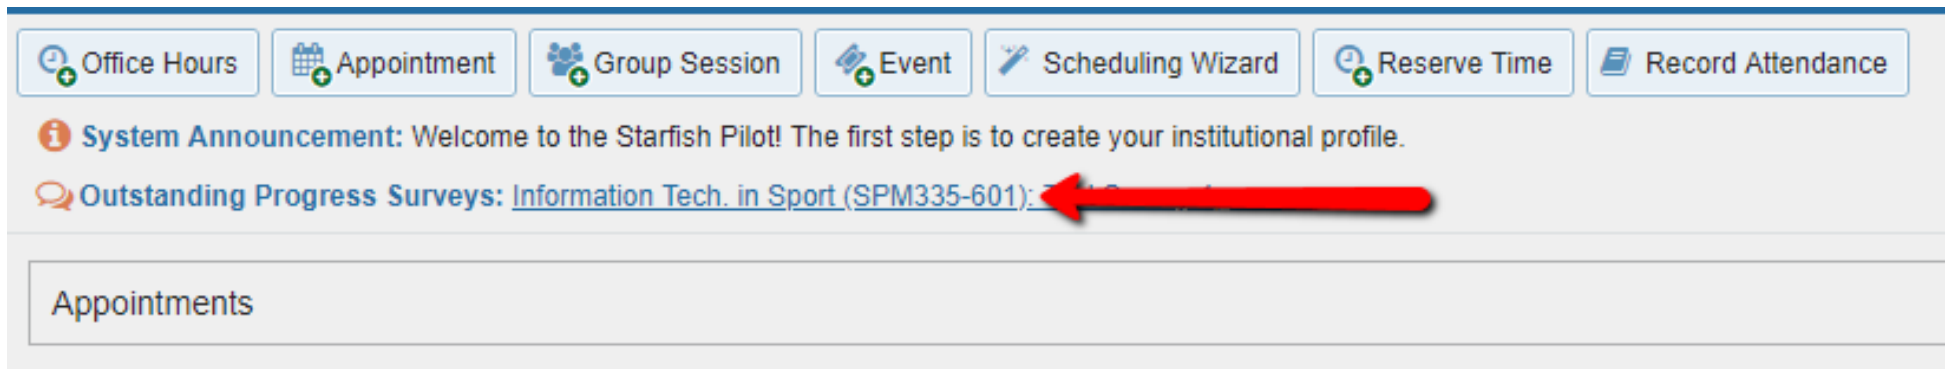 Office Hours Appointment Group Session Event Scheduling Wizard Reserve Time Record Attendance
System Announcement: Welcome to the Starfish Pilot! The first step is to create your institutional profile.
Outstanding Progress Surveys: Information Tech. in Sport (SPM335-601):
Appointments